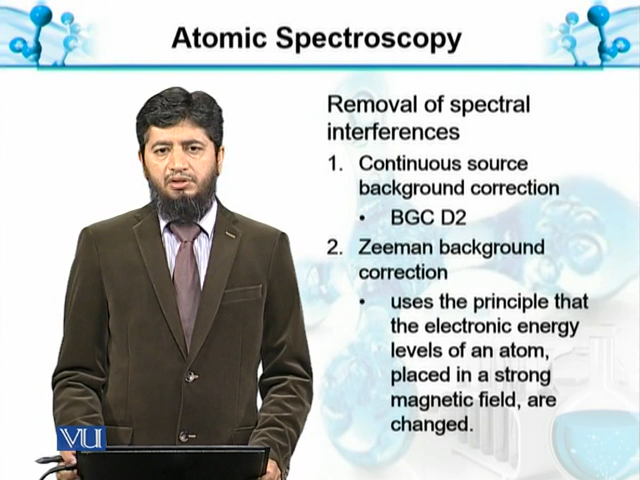 Atomic Spectroscopy
Removal of spectral
interferences
1. Continuous source
background correction
• BGC D2
2. Zeeman background
correction
• uses the principle that
the electronic energy
levels of an atom,
placed in a strong
magnetic field, are
changed.
VU